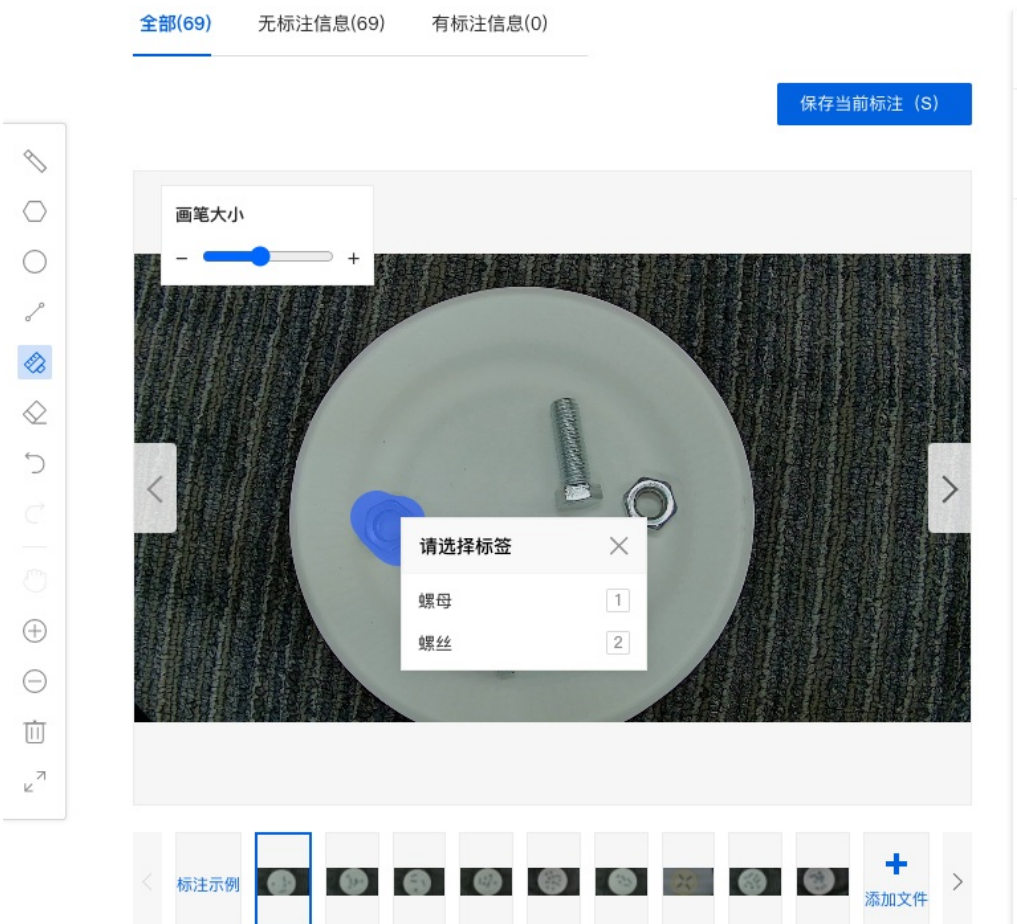 全部(69) 无标注信息(69) 有标注信息(0)
保存当前标注（S）
画笔大小
− +
请选择标签
螺母 1
螺丝 2
标注示例
添加文件